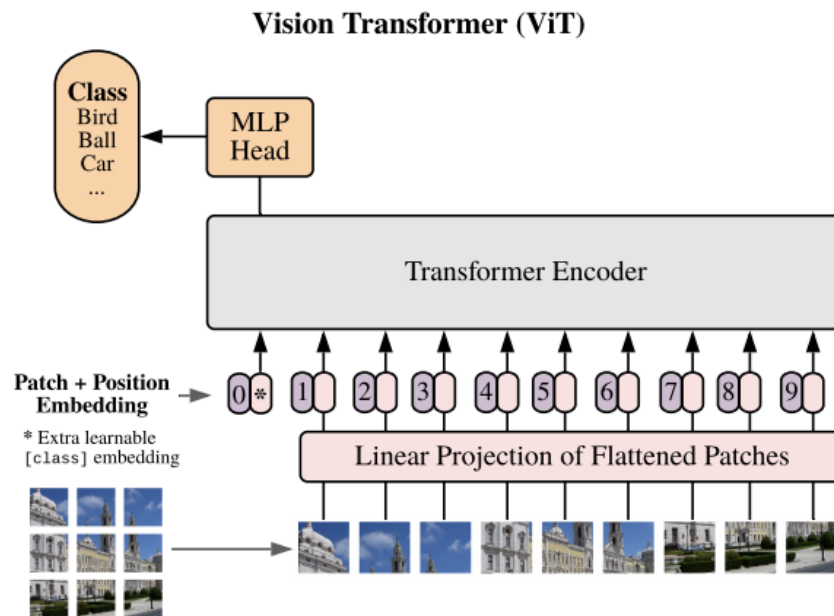 Vision Transformer (ViT)
Class
Bird
Ball
Car
...
MLP
Head
Transformer Encoder
Patch + Position
Embedding
0 * 1 2 3 4 5 6 7 8 9
* Extra learnable
[class] embedding
Linear Projection of Flattened Patches